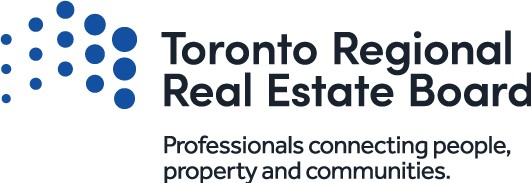 Toronto Regional
Real Estate Board
Professionals connecting people,
property and communities.